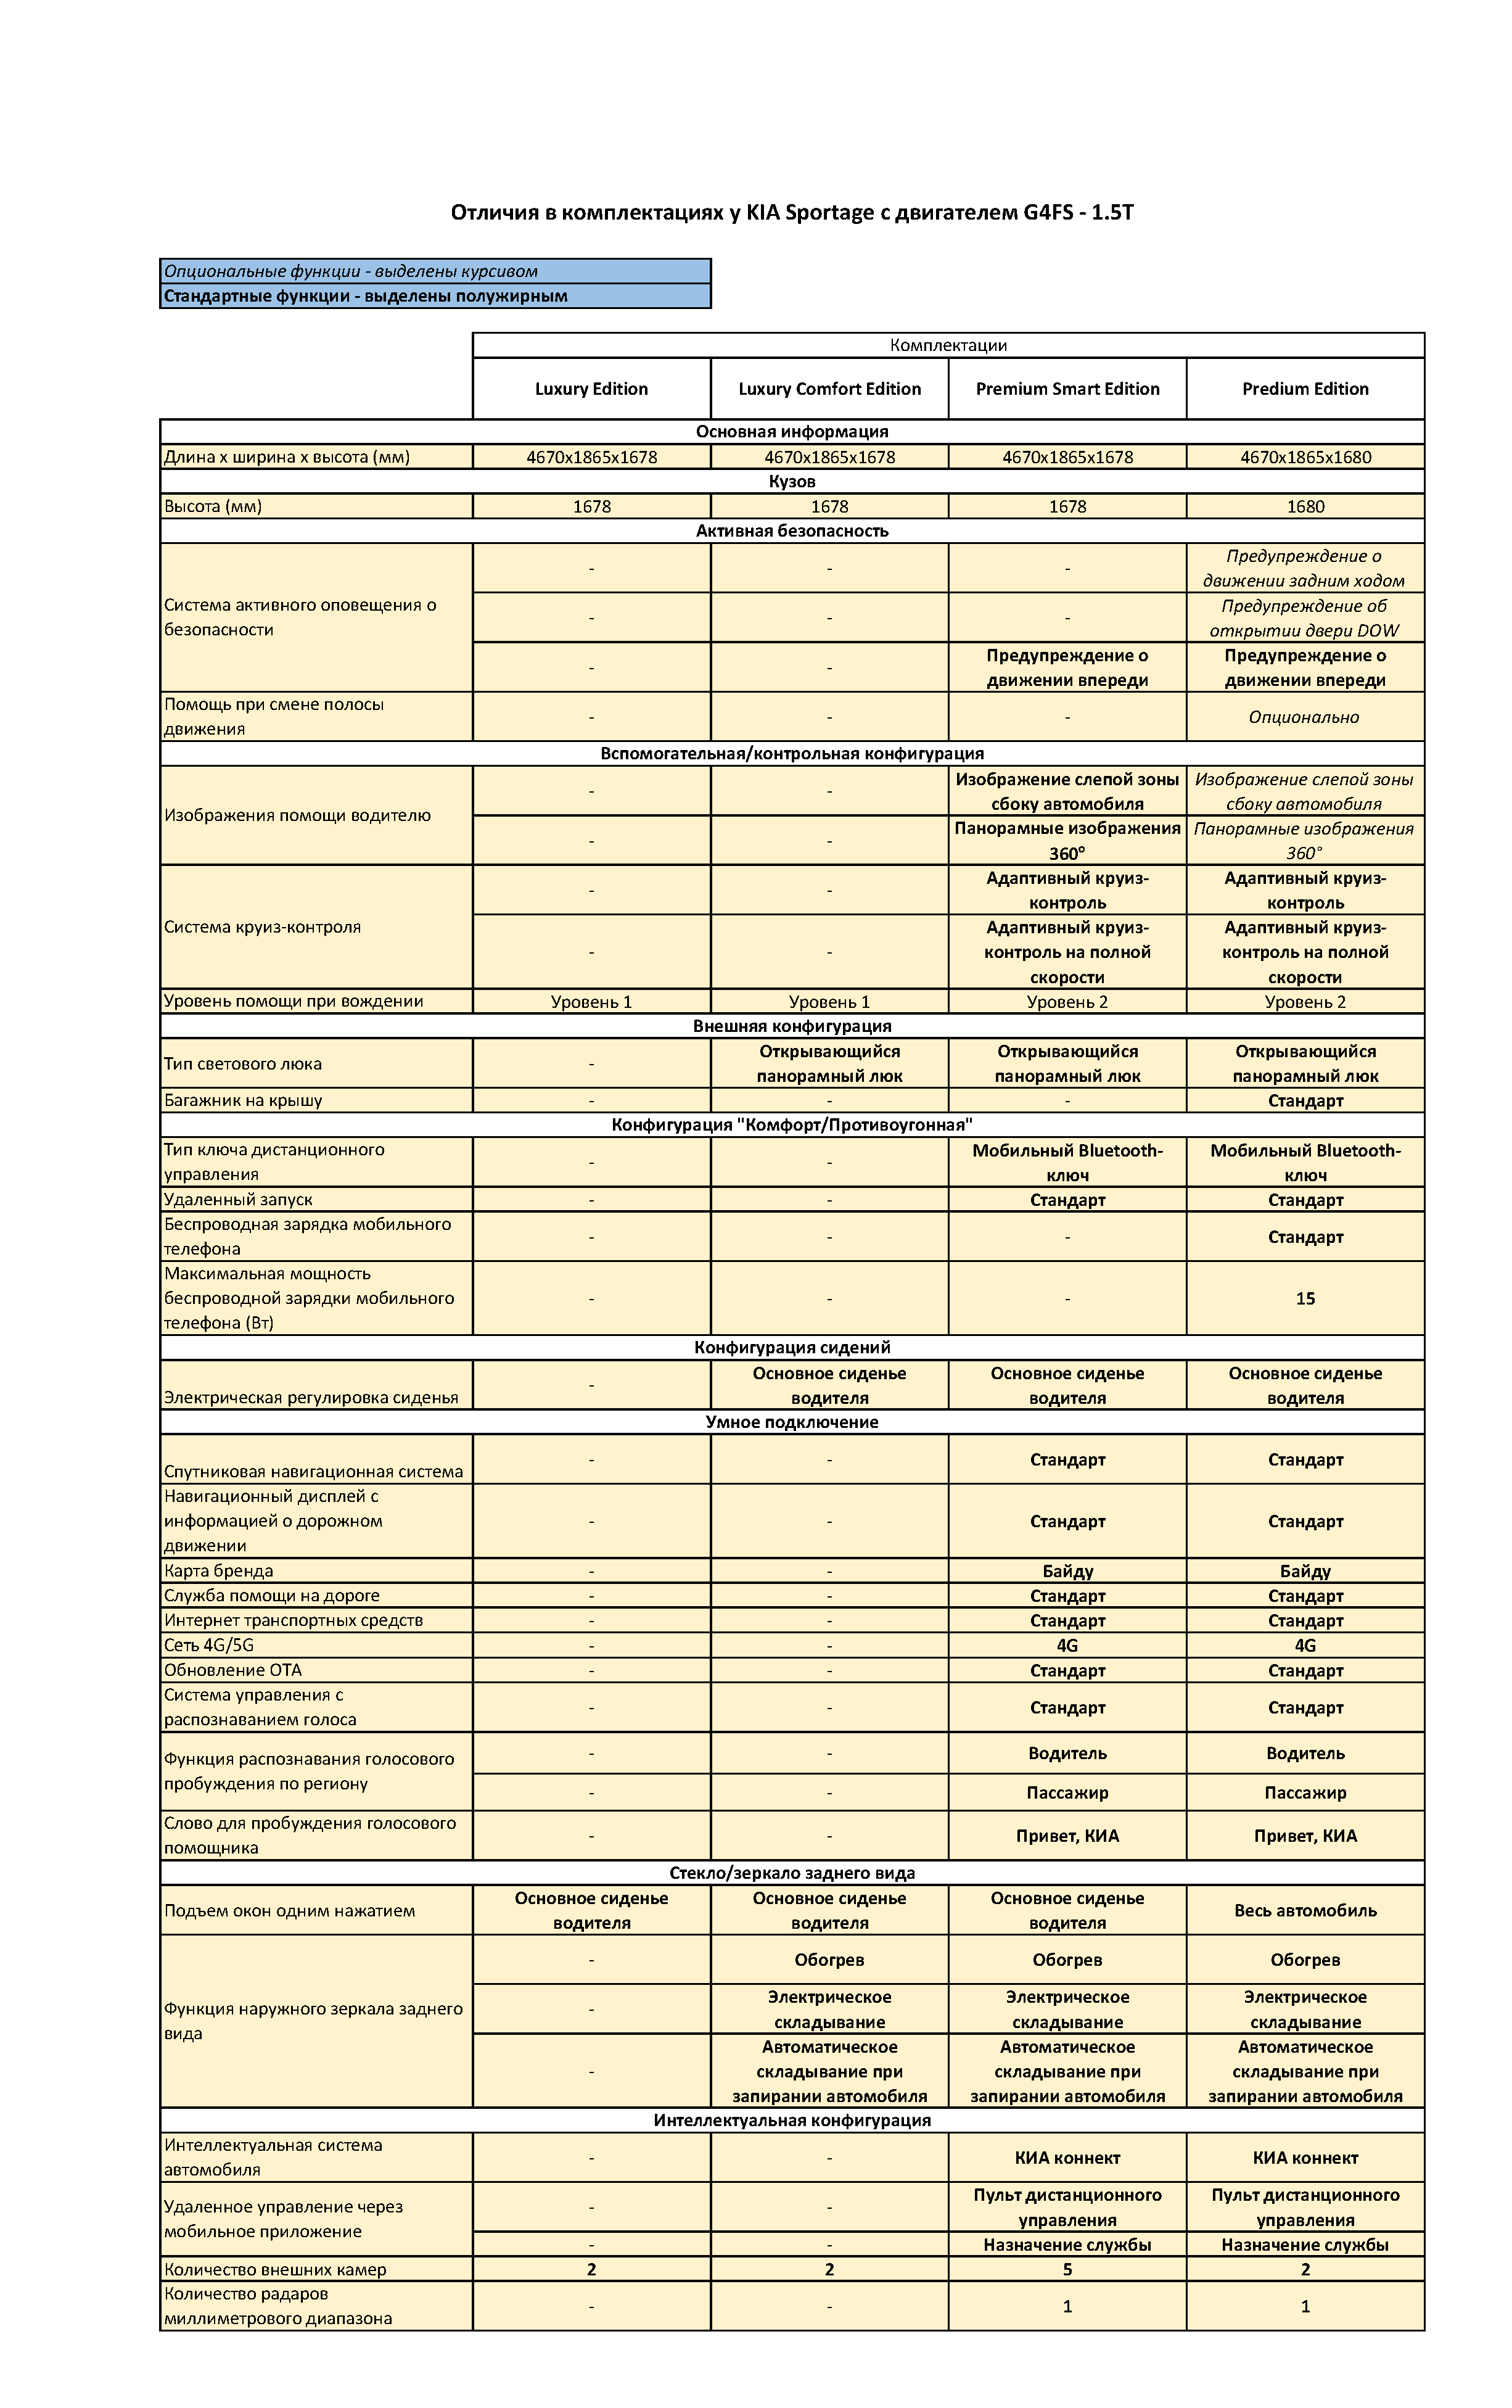 Отличия в комплектациях у KIA Sportage с двигателем G4FS - 1.5T
Опциональные функции - выделены курсивом
Стандартные функции - выделены полужирным
Комплектации
Luxury Edition Luxury Comfort Edition Premium Smart Edition Predium Edition
Основная информация
Длина х ширина х высота (мм) 4670x1865x1678 4670x1865x1678 4670x1865x1678 4670x1865x1680
Кузов
Высота (мм) 1678 1678 1678 1680
Активная безопасность
Система активного оповещения о
безопасности
- - - Предупреждение о
движении задним ходом
- - - Предупреждение об
открытии двери DOW
- - Предупреждение о
движении впереди
Предупреждение о
движении впереди
Помощь при смене полосы
движения
- - - Опционально
Вспомогательная/контрольная конфигурация
Изображения помощи водителю
- - Изображение слепой зоны
сбоку автомобиля
Изображение слепой зоны
сбоку автомобиля
- - Панорамные изображения
360°
Панорамные изображения
360°
Система круиз-контроля
- - Адаптивный круиз-
контроль
Адаптивный круиз-
контроль
- - Адаптивный круиз-
контроль на полной
скорости
Адаптивный круиз-
контроль на полной
скорости
Уровень помощи при вождении Уровень 1 Уровень 1 Уровень 2 Уровень 2
Внешняя конфигурация
Тип светового люка
- Открывающийся
панорамный люк
Открывающийся
панорамный люк
Открывающийся
панорамный люк
Багажник на крышу - - - Стандарт
Конфигурация "Комфорт/Противоугонная"
Тип ключа дистанционного
управления
- - Мобильный Bluetooth-
ключ
Мобильный Bluetooth-
ключ
Удаленный запуск - - Стандарт Стандарт
Беспроводная зарядка мобильного
телефона
- - - Стандарт
Максимальная мощность
беспроводной зарядки мобильного
телефона (Вт)
- - - 15
Конфигурация сидений
Электрическая регулировка сиденья
- Основное сиденье
водителя
Основное сиденье
водителя
Основное сиденье
водителя
Умное подключение
Спутниковая навигационная система - - Стандарт Стандарт
Навигационный дисплей с
информацией о дорожном
движении
- - Стандарт Стандарт
Карта бренда - - Байду Байду
Служба помощи на дороге - - Стандарт Стандарт
Интернет транспортных средств - - Стандарт Стандарт
Сеть 4G/5G - - 4G 4G
Обновление OTA - - Стандарт Стандарт
Система управления с
распознаванием голоса
- - Стандарт Стандарт
Функция распознавания голосового
пробуждения по региону
- - Водитель Водитель
- - Пассажир Пассажир
Слово для пробуждения голосового
помощника
- - Привет, КИА Привет, КИА
Стекло/зеркало заднего вида
Подъем окон одним нажатием
Основное сиденье
водителя
Основное сиденье
водителя
Основное сиденье
водителя
Весь автомобиль
Функция наружного зеркала заднего
вида
- Обогрев Обогрев Обогрев
- Электрическое
складывание
Электрическое
складывание
Электрическое
складывание
- Автоматическое
складывание при
запирании автомобиля
Автоматическое
складывание при
запирании автомобиля
Автоматическое
складывание при
запирании автомобиля
Интеллектуальная конфигурация
Интеллектуальная система
автомобиля
- - КИА коннект КИА коннект
Удаленное управление через
мобильное приложение
- - Пульт дистанционного
управления
Пульт дистанционного
управления
- - Назначение службы Назначение службы
Количество внешних камер 2 2 5 2
Количество радаров
миллиметрового диапазона
- - 1 1